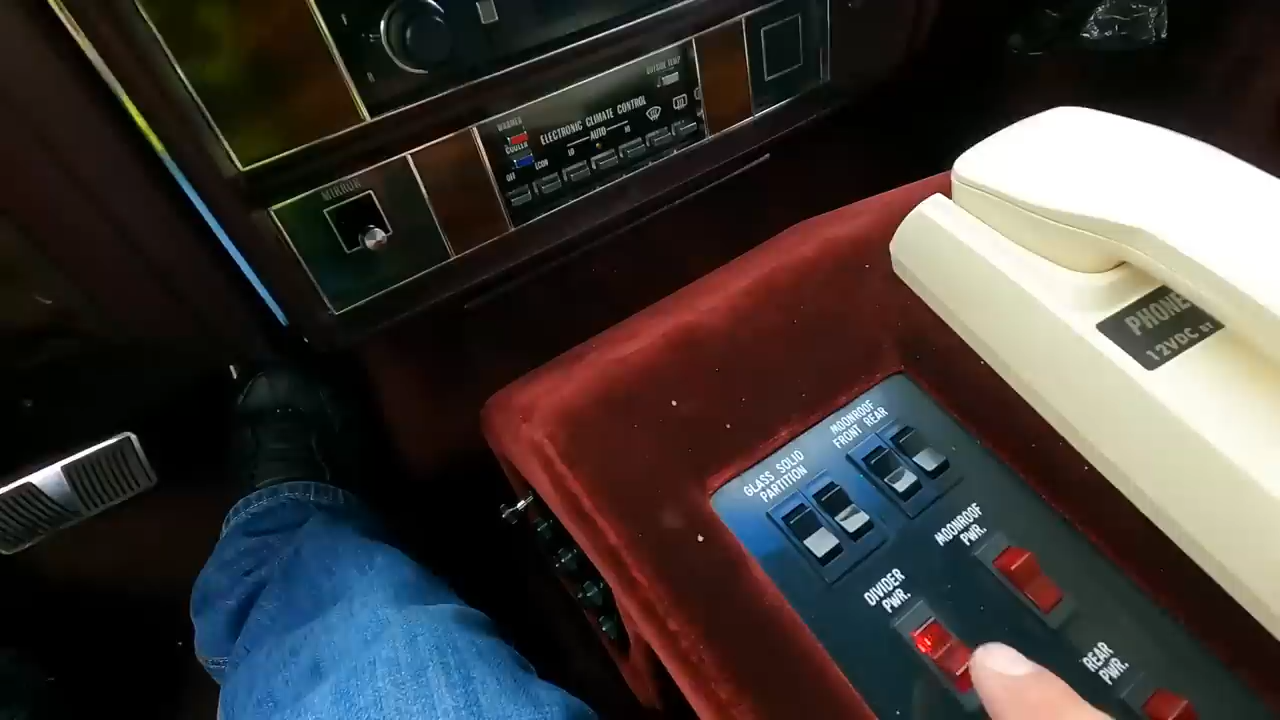 OUTSIDE TEMP
WARMER
ELECTRONIC CLIMATE CONTROL
COOLER
AUTO
LO
HI
ECON
OFF
MIRROR
PHONE
12VDC
GLASS SOLID
PARTITION
MOONROOF
FRONT REAR
MOONROOF
PWR.
DIVIDER
PWR.
REAR
PWR.